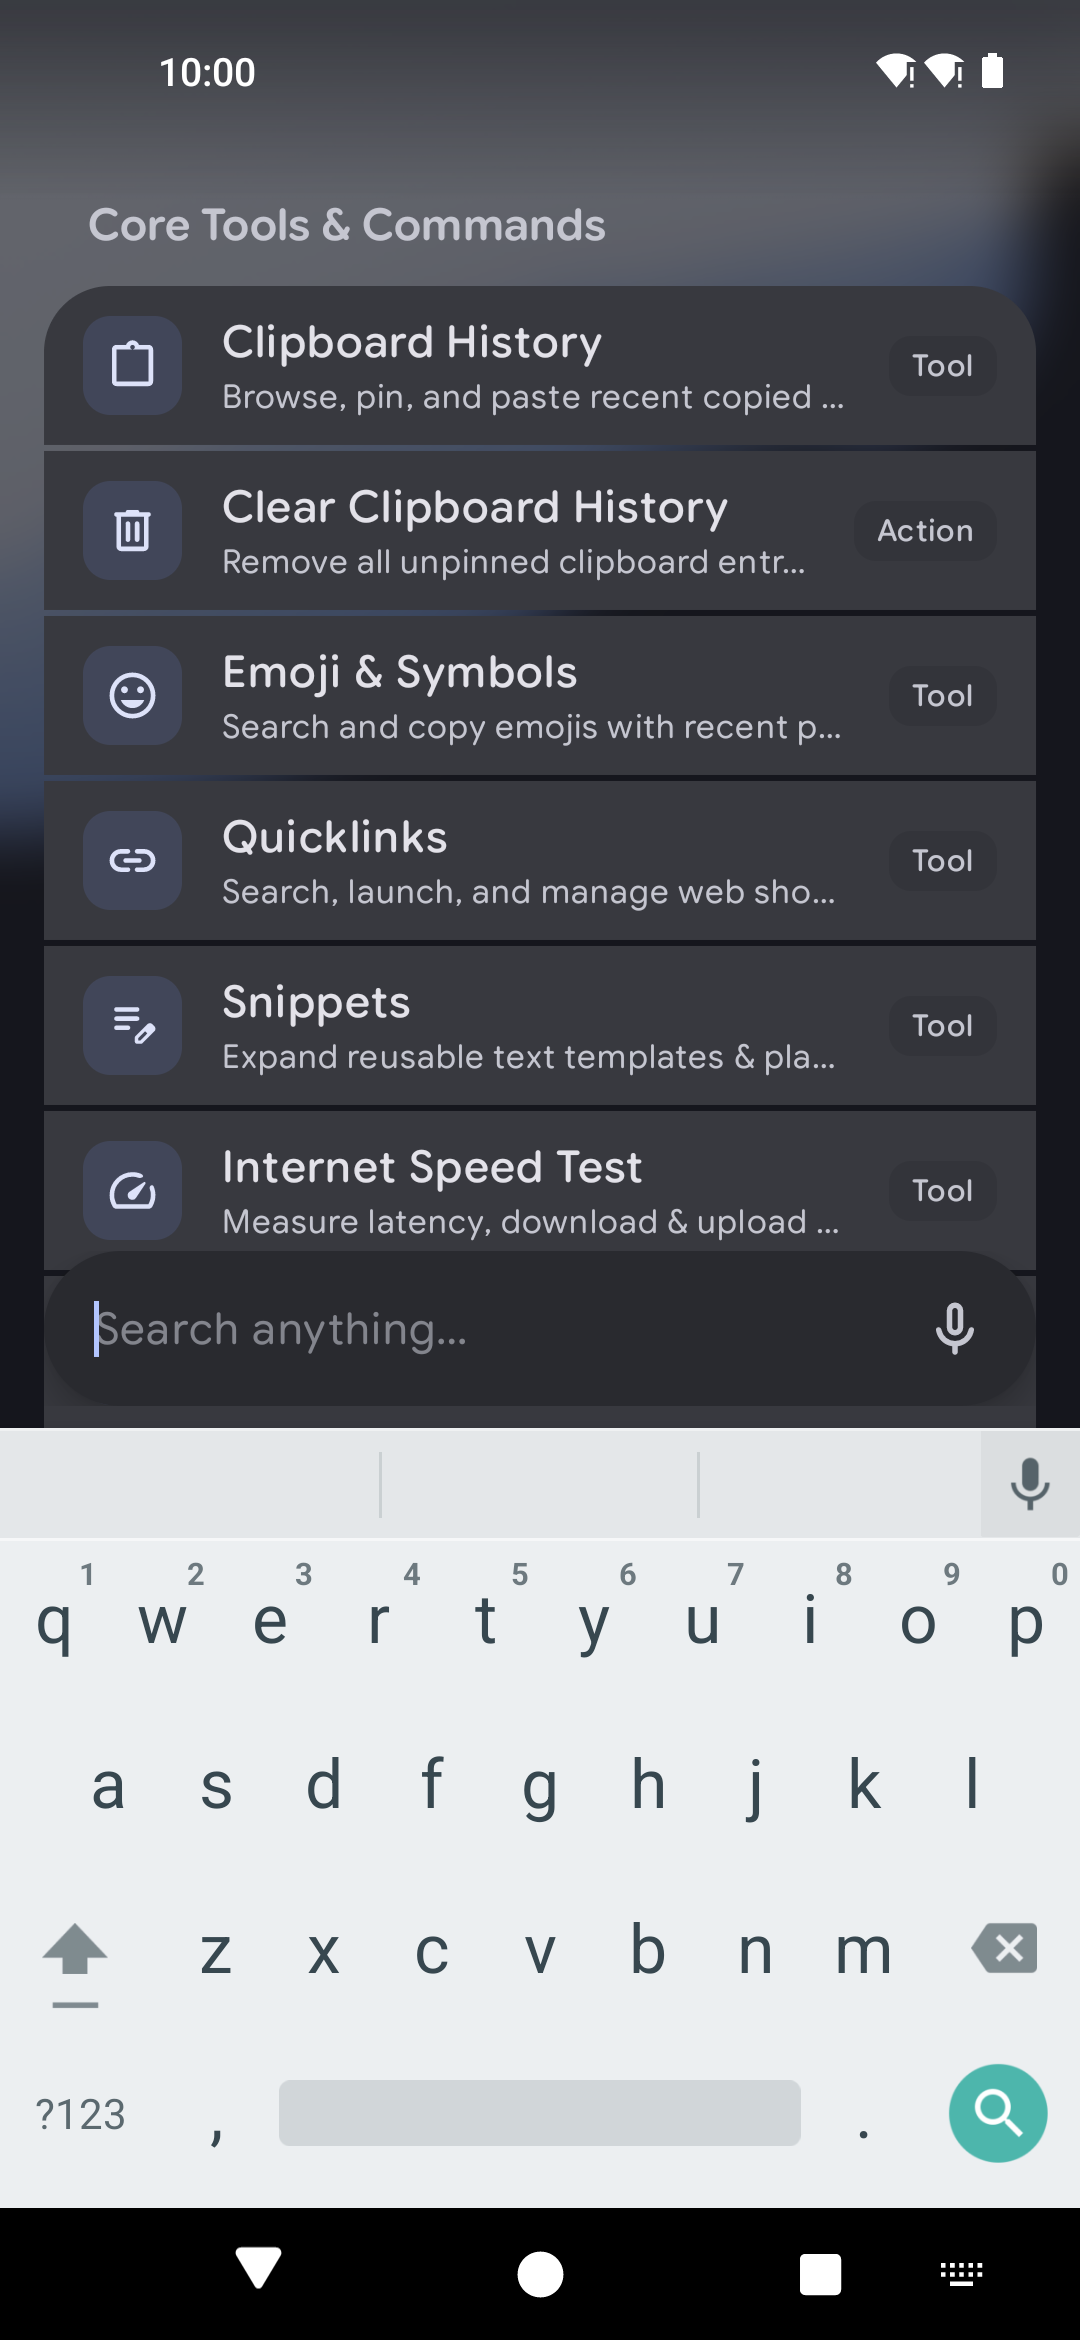 10:00
Core Tools & Commands
Clipboard History
Browse, pin, and paste recent copied ...
Tool
Clear Clipboard History
Remove all unpinned clipboard entr...
Action
Emoji & Symbols
Search and copy emojis with recent p...
Tool
Quicklinks
Search, launch, and manage web sho...
Tool
Snippets
Expand reusable text templates & pla...
Tool
Internet Speed Test
Measure latency, download & upload ...
Tool
Search anything...
1 2 3 4 5 6 7 8 9 0
q w e r t y u i o p
a s d f g h j k l
z x c v b n m
?123 , .